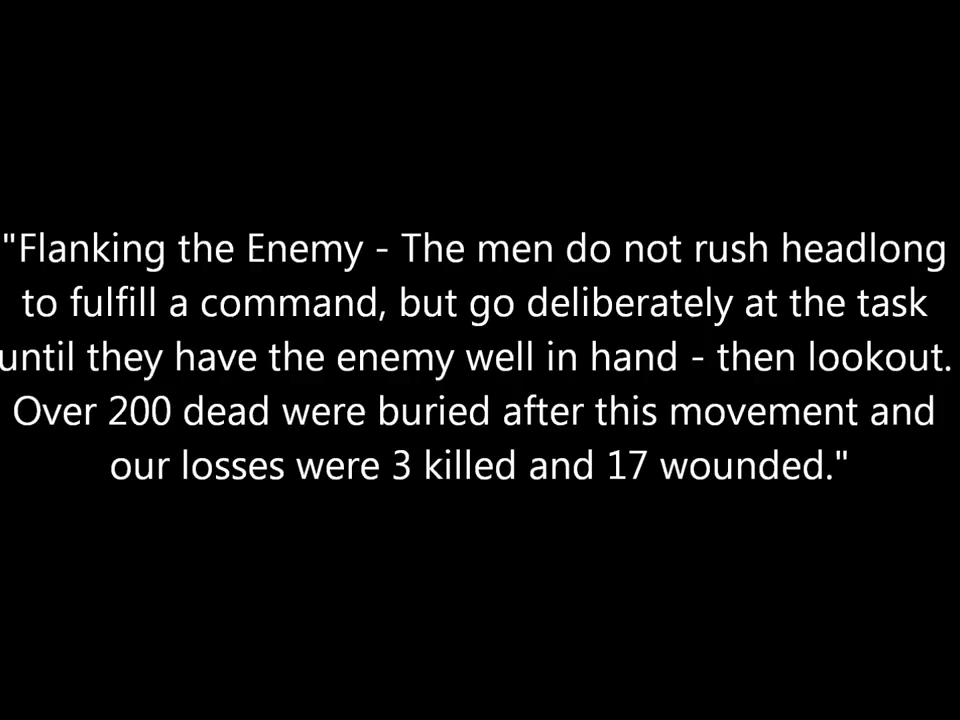 "Flanking the Enemy - The men do not rush headlong
to fulfill a command, but go deliberately at the task
until they have the enemy well in hand - then lookout.
Over 200 dead were buried after this movement and
our losses were 3 killed and 17 wounded."